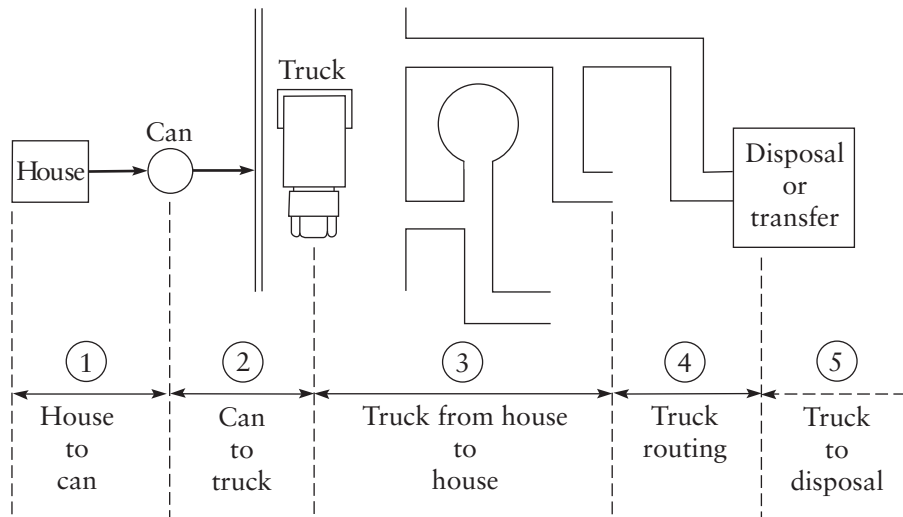 Truck
Can
House
Disposal
or
transfer
1
2
3
4
5
House
to
can
Can
to
truck
Truck from house
to
house
Truck
routing
Truck
to
disposal